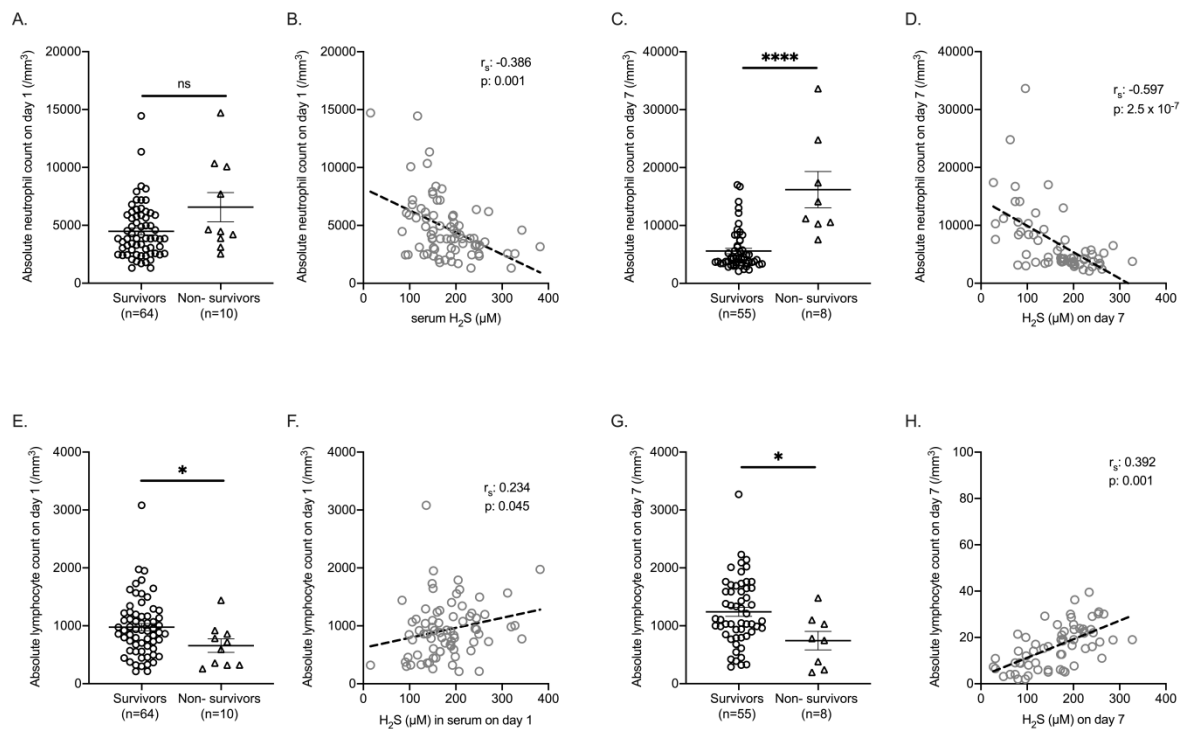 A.
Absolute neutrophil count on day 1 (/mm³)
20000
15000
10000
5000
0
ns
Survivors
(n=64)
Non- survivors
(n=10)
B.
Absolute neutrophil count on day 1 (/mm³)
20000
15000
10000
5000
0
rₛ: -0.386
p: 0.001
0 100 200 300 400
serum H₂S (µM)
C.
Absolute neutrophil count on day 7 (/mm³)
40000
30000
20000
10000
0
****
Survivors
(n=55)
Non- survivors
(n=8)
D.
Absolute neutrophil count on day 7 (/mm³)
40000
30000
20000
10000
0
rₛ: -0.597
p: 2.5 x 10⁻⁷
0 100 200 300 400
H₂S (µM) on day 7
E.
Absolute lymphocyte count on day 1 (/mm³)
4000
3000
2000
1000
0
*
Survivors
(n=64)
Non- survivors
(n=10)
F.
Absolute lymphocyte count on day 1 (/mm³)
4000
3000
2000
1000
0
rₛ: 0.234
p: 0.045
0 100 200 300 400
H₂S (µM) in serum on day 1
G.
Absolute lymphocyte count on day 7 (/mm³)
4000
3000
2000
1000
0
*
Survivors
(n=55)
Non- survivors
(n=8)
H.
Absolute lymphocyte count on day 7 (/mm³)
100
80
60
40
20
0
rₛ: 0.392
p: 0.001
0 100 200 300 400
H₂S (µM) on day 7